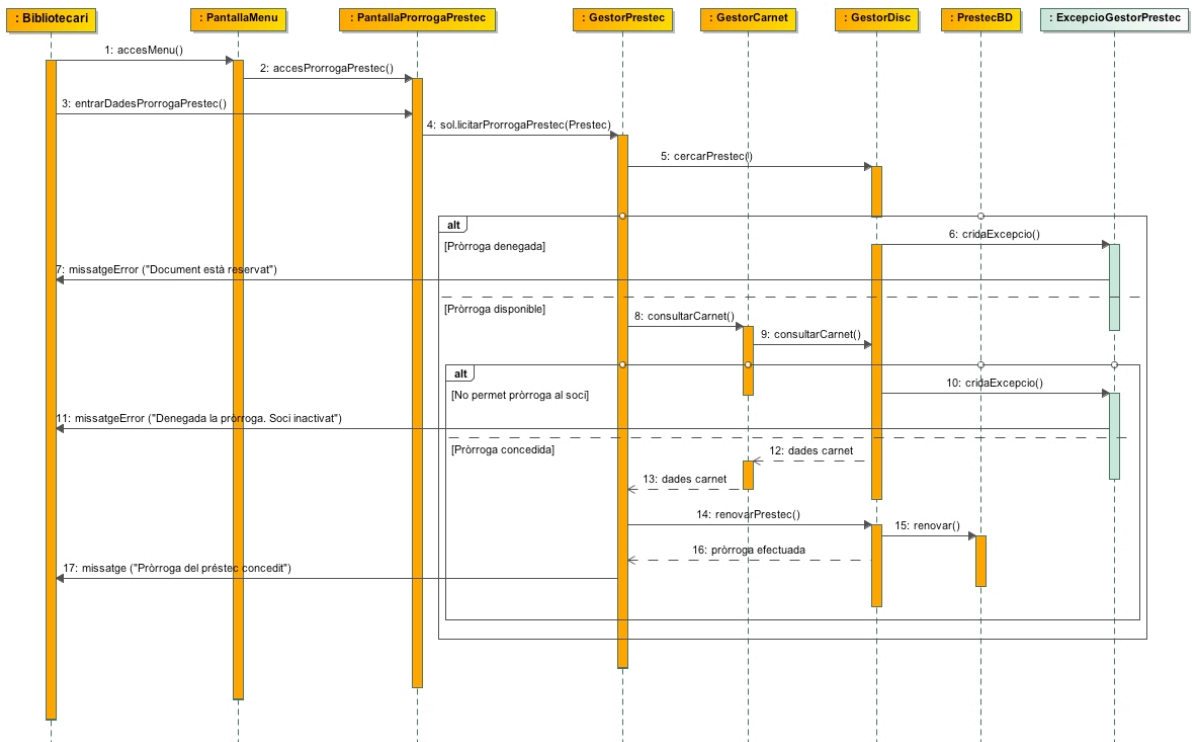 : Bibliotecari
: PantallaMenu
: PantallaProrrogaPrestec
: GestorPrestec
: GestorCarnet
: GestorDisc
: PrestecBD
: ExcepcioGestorPrestec
1: accesMenu()
2: accesProrrogaPrestec()
3: entrarDadesProrrogaPrestec()
4: sol.licitarProrrogaPrestec(Prestec)
5: cercarPrestec()
alt
[Pròrroga denegada]
6: cridaExcepcio()
7: missatgeError ("Document està reservat")
[Pròrroga disponible]
8: consultarCarnet()
9: consultarCarnet()
alt
[No permet pròrroga al soci]
10: cridaExcepcio()
11: missatgeError ("Denegada la pròrroga. Soci inactivat")
[Pròrroga concedida]
12: dades carnet
13: dades carnet
14: renovarPrestec()
15: renovar()
16: pròrroga efectuada
17: missatge ("Pròrroga del préstec concedit")